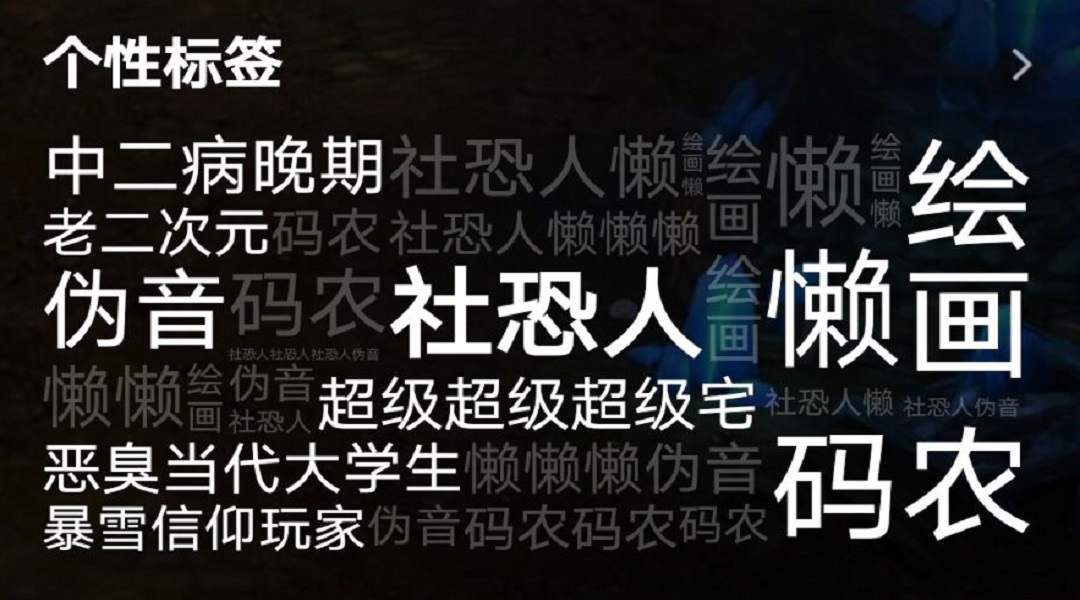 个性标签
中二病晚期 社恐人 懒 绘画 懒 绘画 懒 绘画 懒 绘画
老二次元 码农 社恐人 懒 懒 懒
伪音 码农 社恐人 绘画 懒
社恐人 社恐人 社恐人 伪音
懒 懒 绘画 伪音 超级超级超级宅 社恐人 懒 社恐人 伪音
社恐人
恶臭当代大学生 懒 懒 懒 伪音 码农
暴雪信仰玩家 伪音 码农 码农 码农